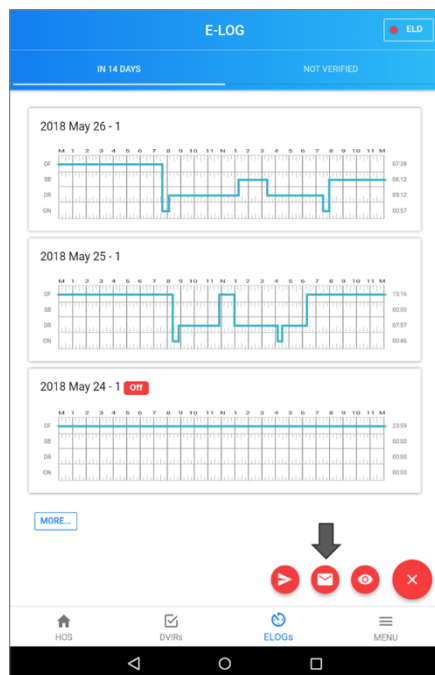 E-LOG
ELD
IN 14 DAYS
NOT VERIFIED
2018 May 26 - 1
M 1 2 3 4 5 6 7 8 9 10 11 N 1 2 3 4 5 6 7 8 9 10 11 M
OF 07:38
SB 06:12
DR 09:12
ON 00:57
2018 May 25 - 1
M 1 2 3 4 5 6 7 8 9 10 11 N 1 2 3 4 5 6 7 8 9 10 11 M
OF 15:16
SB 00:00
DR 07:57
ON 00:46
2018 May 24 - 1 Off
M 1 2 3 4 5 6 7 8 9 10 11 N 1 2 3 4 5 6 7 8 9 10 11 M
OF 23:59
SB 00:00
DR 00:00
ON 00:00
MORE...
HOS
DVIRs
ELOGs
MENU